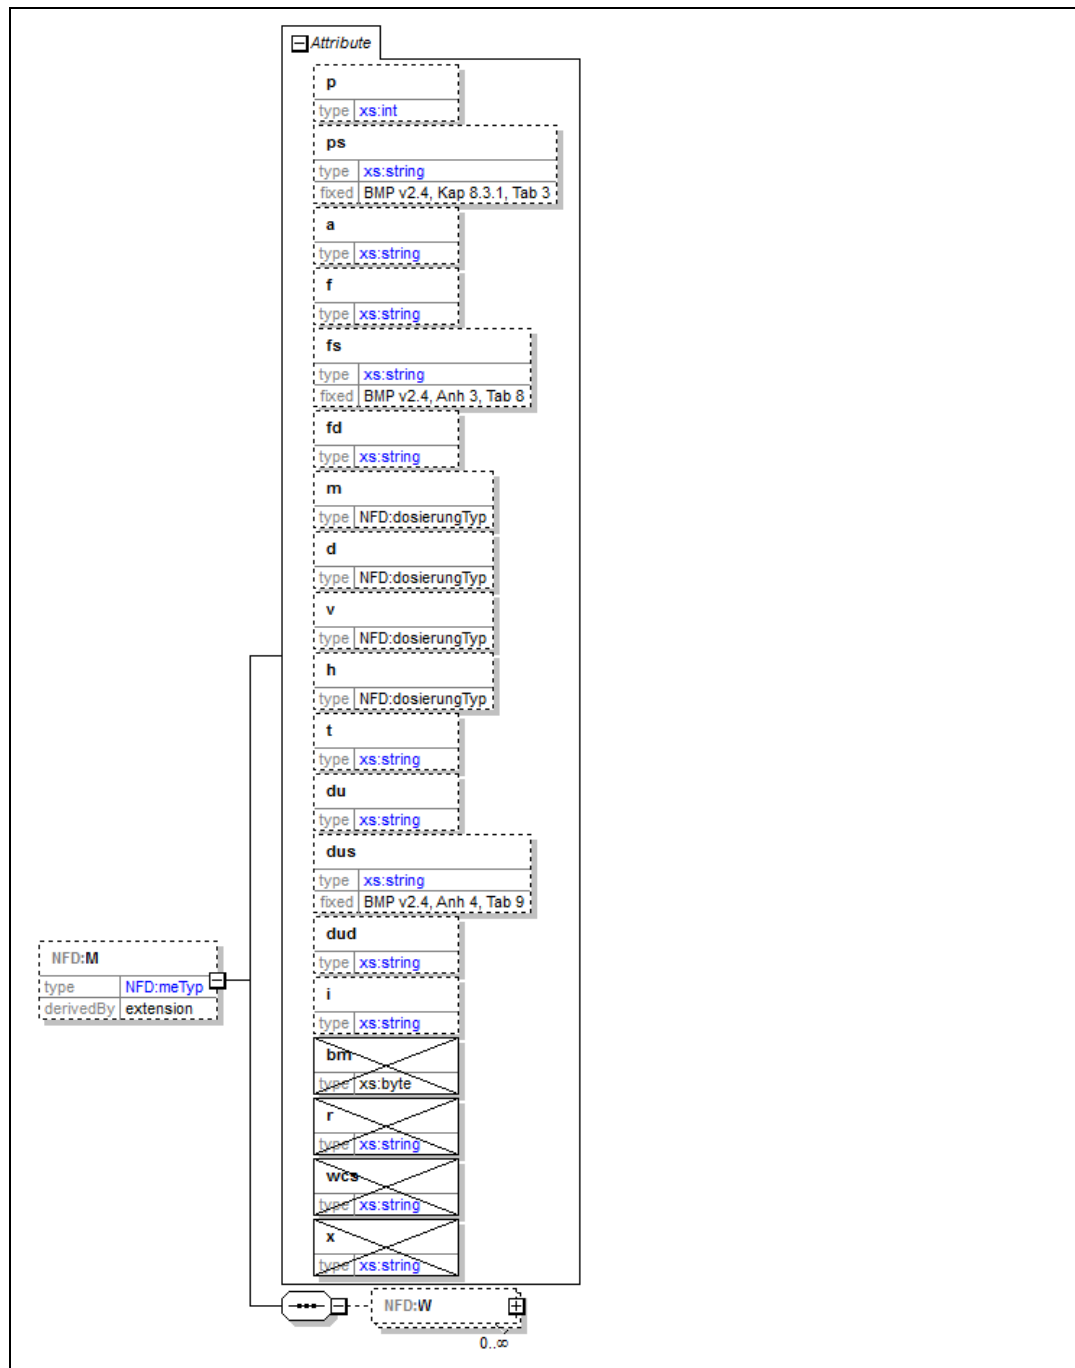 Attribute
p
type xs:int
ps
type xs:string
fixed BMP v2.4, Kap 8.3.1, Tab 3
a
type xs:string
f
type xs:string
fs
type xs:string
fixed BMP v2.4, Anh 3, Tab 8
fd
type xs:string
m
type NFD:dosierungTyp
d
type NFD:dosierungTyp
v
type NFD:dosierungTyp
h
type NFD:dosierungTyp
t
type xs:string
du
type xs:string
dus
type xs:string
fixed BMP v2.4, Anh 4, Tab 9
dud
type xs:string
i
type xs:string
bm
type xs:byte
r
type xs:string
wcs
type xs:string
x
type xs:string
NFD:M
type NFD:meTyp
derivedBy extension
NFD:W
0..∞